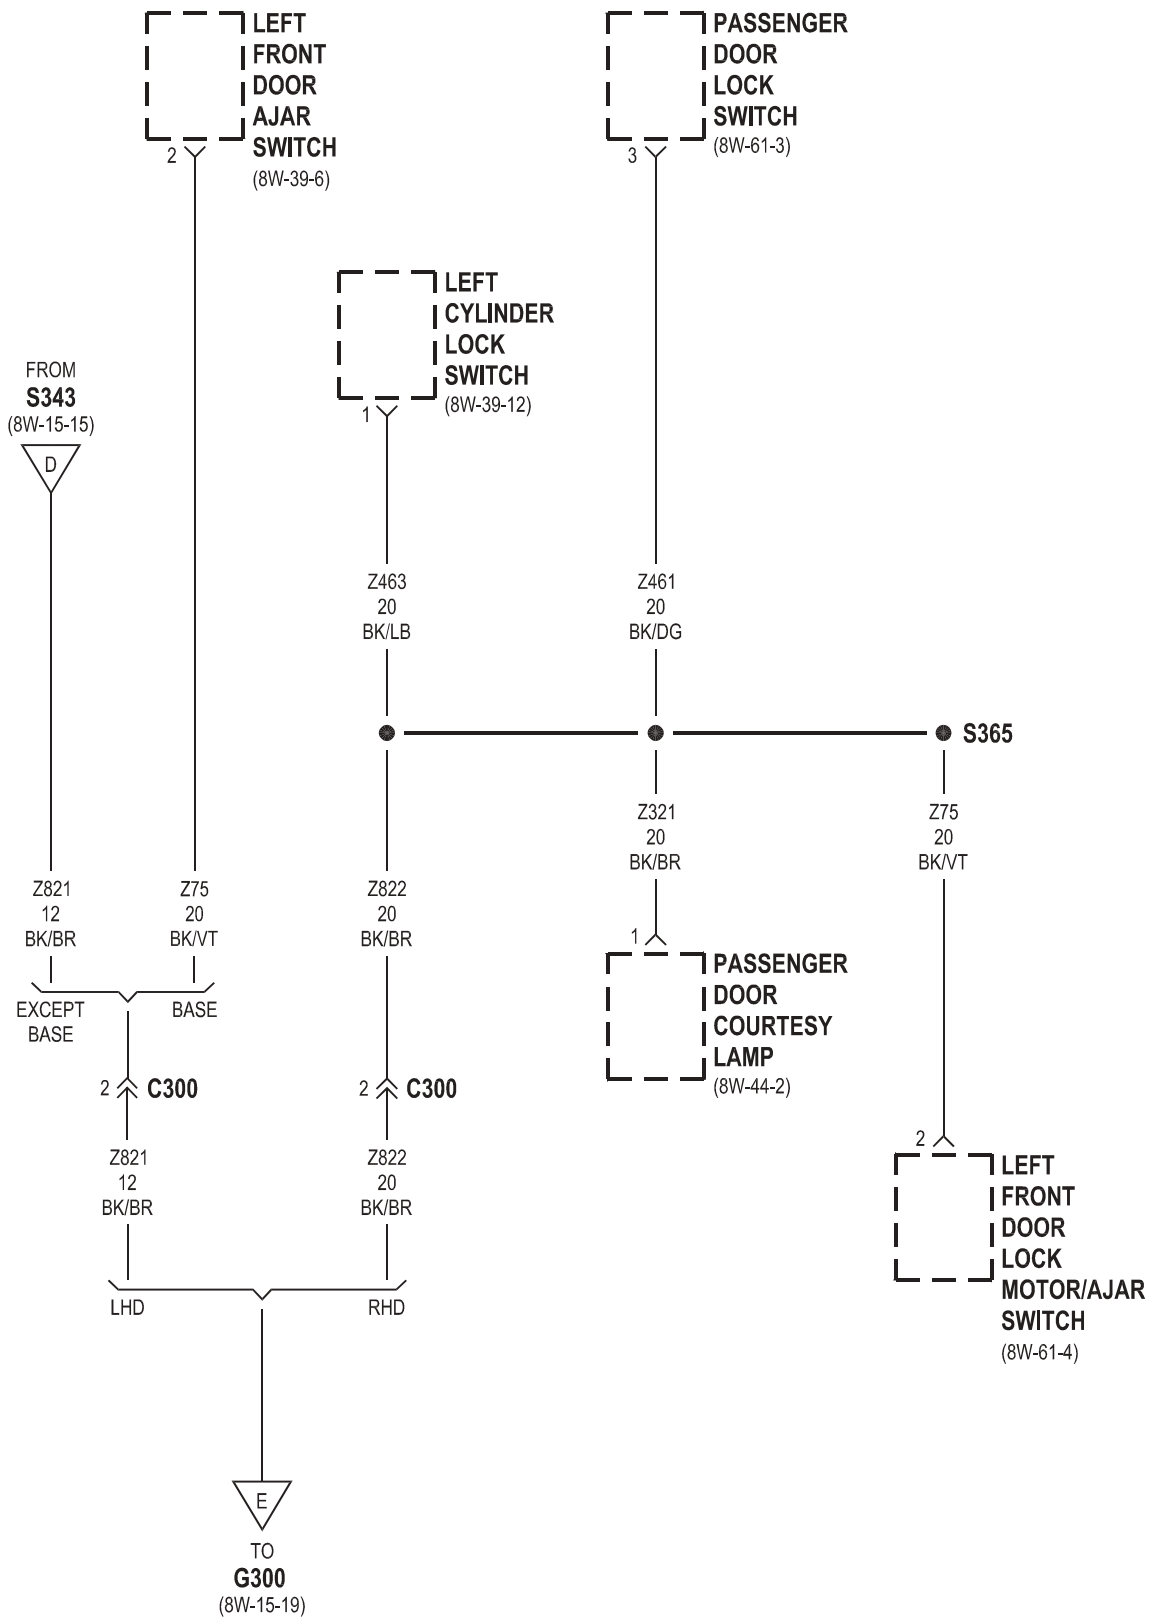 LEFT
FRONT
DOOR
AJAR
SWITCH
(8W-39-6)
2
PASSENGER
DOOR
LOCK
SWITCH
(8W-61-3)
3
LEFT
CYLINDER
LOCK
SWITCH
(8W-39-12)
1
FROM
S343
(8W-15-15)
D
Z463
20
BK/LB
Z461
20
BK/DG
S365
Z321
20
BK/BR
Z75
20
BK/VT
Z821
12
BK/BR
Z75
20
BK/VT
Z822
20
BK/BR
EXCEPT
BASE
BASE
1
PASSENGER
DOOR
COURTESY
LAMP
(8W-44-2)
2
C300
2
C300
2
LEFT
FRONT
DOOR
LOCK
MOTOR/AJAR
SWITCH
(8W-61-4)
Z821
12
BK/BR
Z822
20
BK/BR
LHD
RHD
E
TO
G300
(8W-15-19)